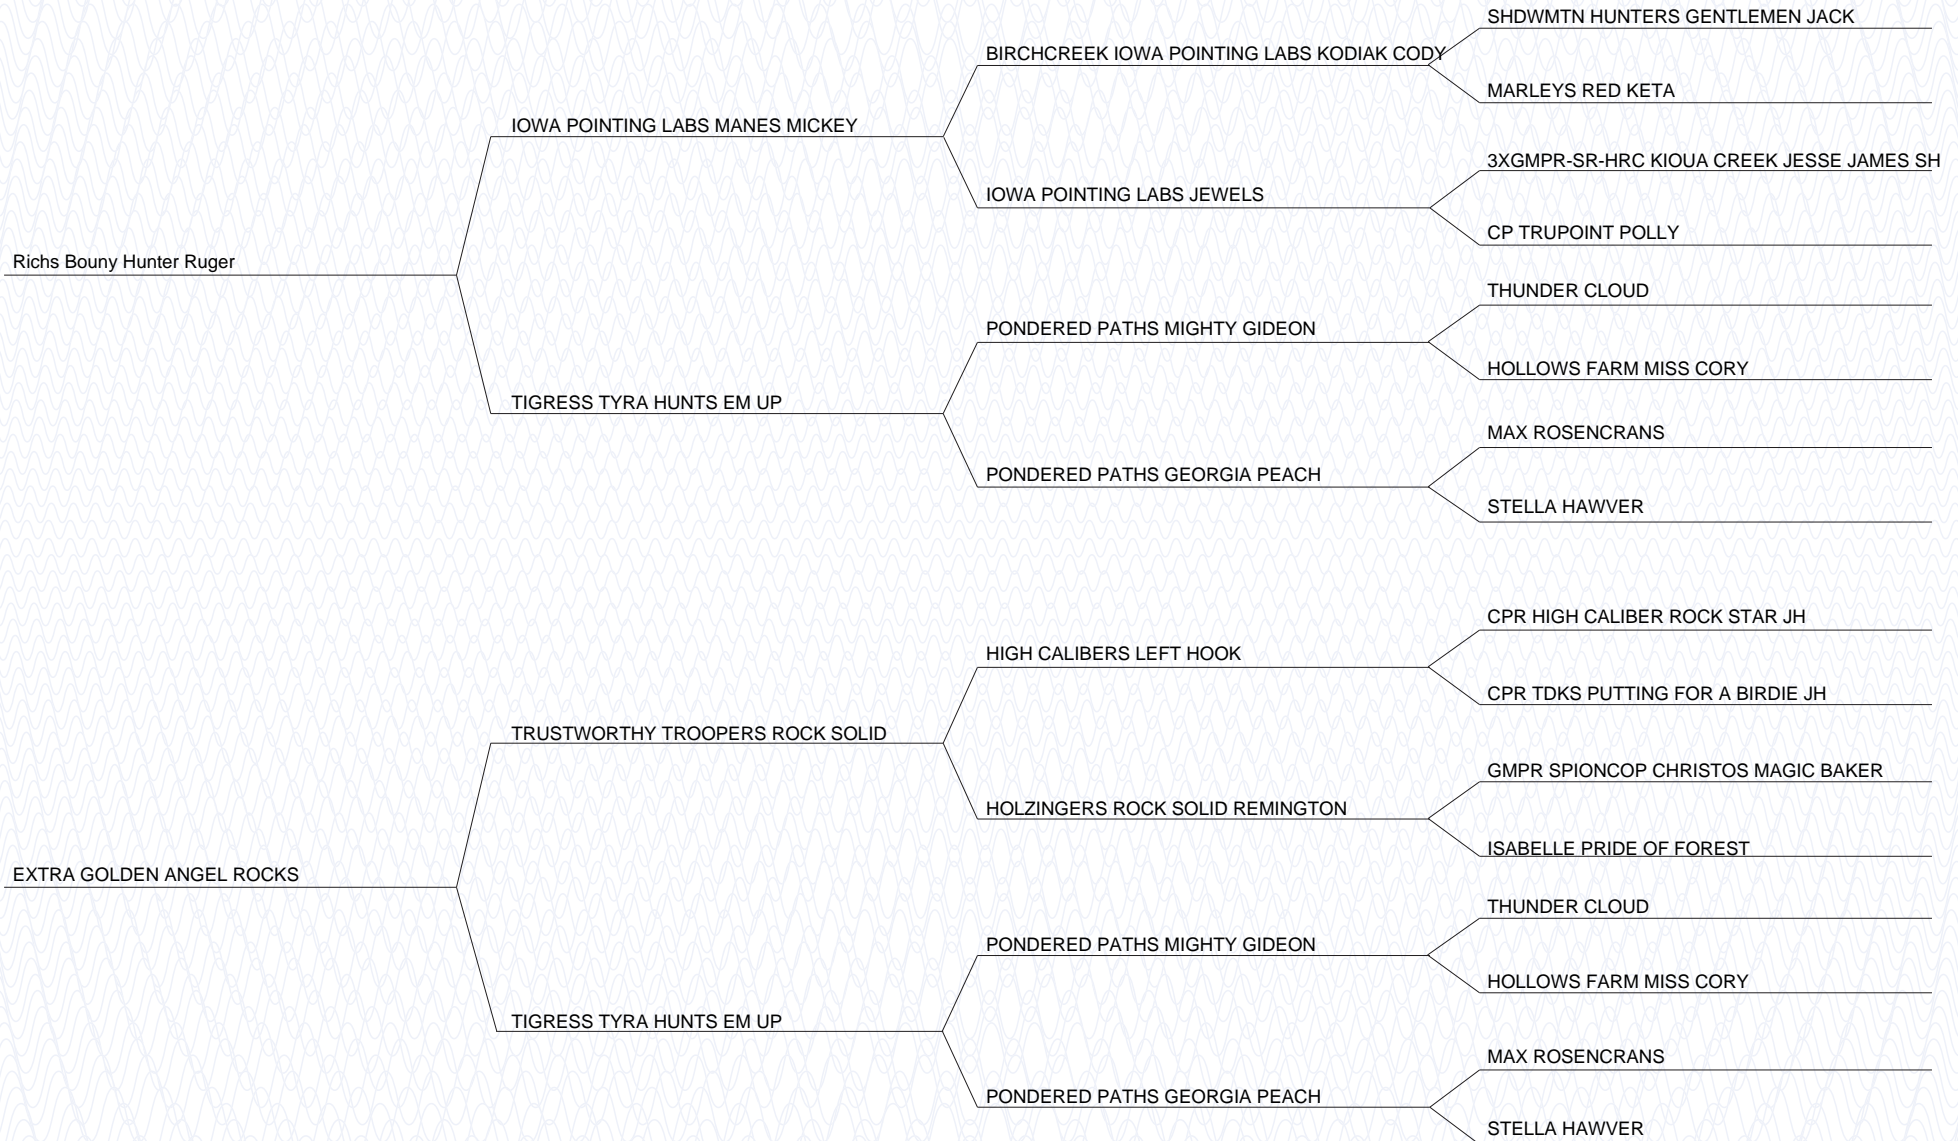 SHDWMTN HUNTERS GENTLEMEN JACK
BIRCHCREEK IOWA POINTING LABS KODIAK CODY
MARLEYS RED KETA
IOWA POINTING LABS MANES MICKEY
3XGMPR-SR-HRC KIOUA CREEK JESSE JAMES SH
IOWA POINTING LABS JEWELS
CP TRUPOINT POLLY
Richs Bouny Hunter Ruger
THUNDER CLOUD
PONDERED PATHS MIGHTY GIDEON
HOLLOWS FARM MISS CORY
TIGRESS TYRA HUNTS EM UP
MAX ROSENCRANS
PONDERED PATHS GEORGIA PEACH
STELLA HAWVER
CPR HIGH CALIBER ROCK STAR JH
HIGH CALIBERS LEFT HOOK
CPR TDKS PUTTING FOR A BIRDIE JH
TRUSTWORTHY TROOPERS ROCK SOLID
GMPR SPIONCOP CHRISTOS MAGIC BAKER
HOLZINGERS ROCK SOLID REMINGTON
ISABELLE PRIDE OF FOREST
EXTRA GOLDEN ANGEL ROCKS
THUNDER CLOUD
PONDERED PATHS MIGHTY GIDEON
HOLLOWS FARM MISS CORY
TIGRESS TYRA HUNTS EM UP
MAX ROSENCRANS
PONDERED PATHS GEORGIA PEACH
STELLA HAWVER